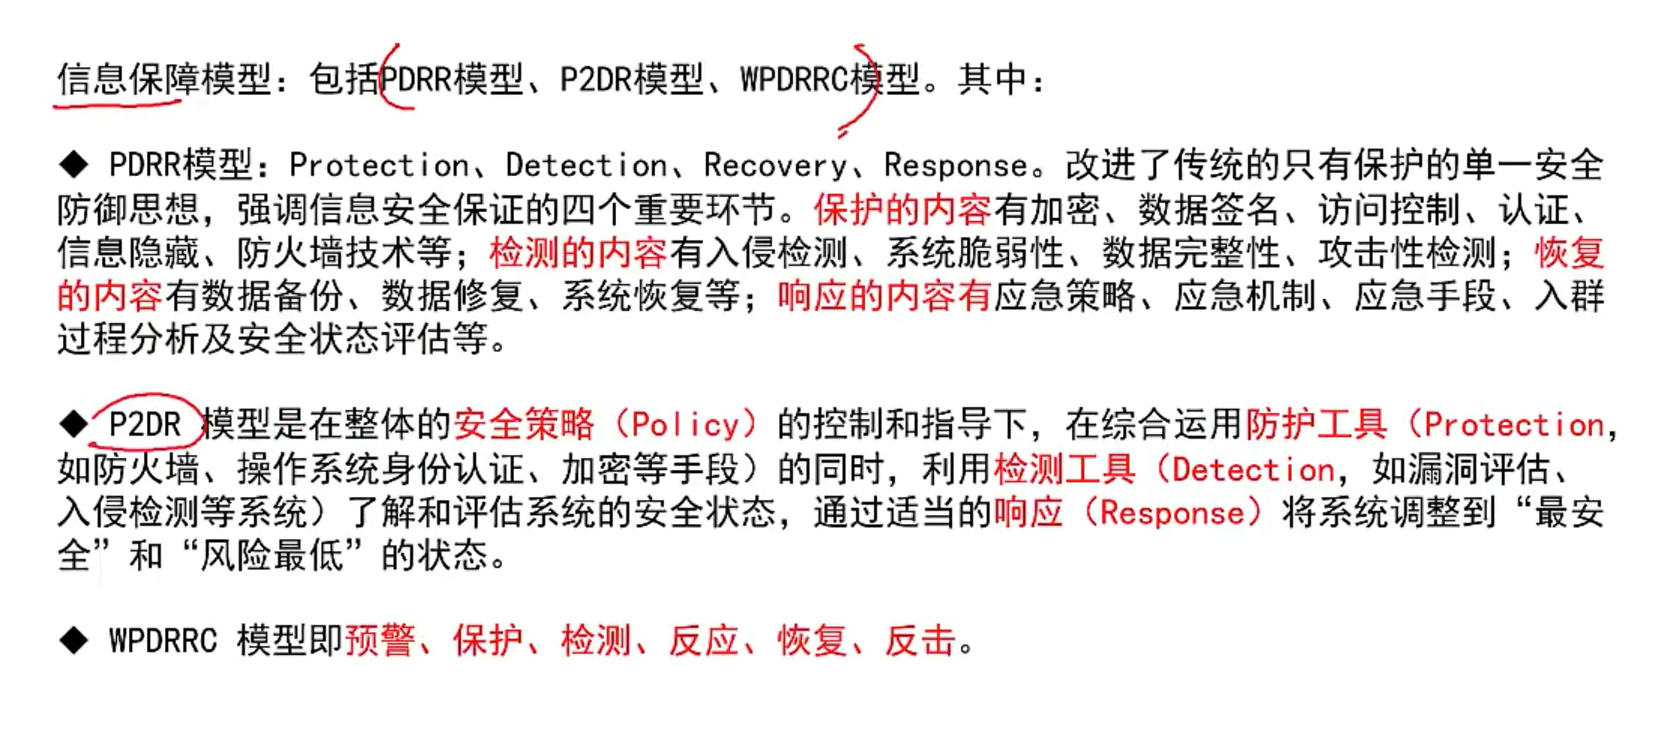 信息保障模型：包括PDRR模型、P2DR模型、WPDRRC模型。其中：
◆ PDRR模型：Protection、Detection、Recovery、Response。改进了传统的只有保护的单一安全
防御思想，强调信息安全保证的四个重要环节。保护的内容有加密、数据签名、访问控制、认证、
信息隐藏、防火墙技术等；检测的内容有入侵检测、系统脆弱性、数据完整性、攻击性检测；恢复
的内容有数据备份、数据修复、系统恢复等；响应的内容有应急策略、应急机制、应急手段、入群
过程分析及安全状态评估等。
◆ P2DR 模型是在整体的安全策略（Policy）的控制和指导下，在综合运用防护工具（Protection，
如防火墙、操作系统身份认证、加密等手段）的同时，利用检测工具（Detection，如漏洞评估、
入侵检测等系统）了解和评估系统的安全状态，通过适当的响应（Response）将系统调整到“最安
全”和“风险最低”的状态。
◆ WPDRRC 模型即预警、保护、检测、反应、恢复、反击。